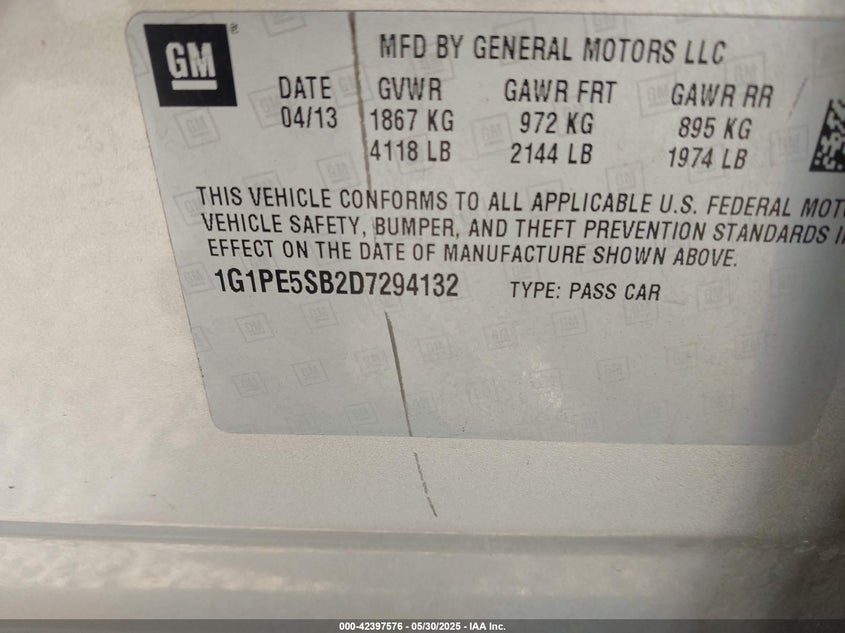 GM
MFD BY GENERAL MOTORS LLC
DATE GVWR GAWR FRT GAWR RR
04/13 1867 KG 972 KG 895 KG
4118 LB 2144 LB 1974 LB
THIS VEHICLE CONFORMS TO ALL APPLICABLE U.S. FEDERAL MOT
VEHICLE SAFETY, BUMPER, AND THEFT PREVENTION STANDARDS I
EFFECT ON THE DATE OF MANUFACTURE SHOWN ABOVE.
1G1PE5SB2D7294132 TYPE: PASS CAR
000-42397576 - 05/30/2025 - IAA Inc.